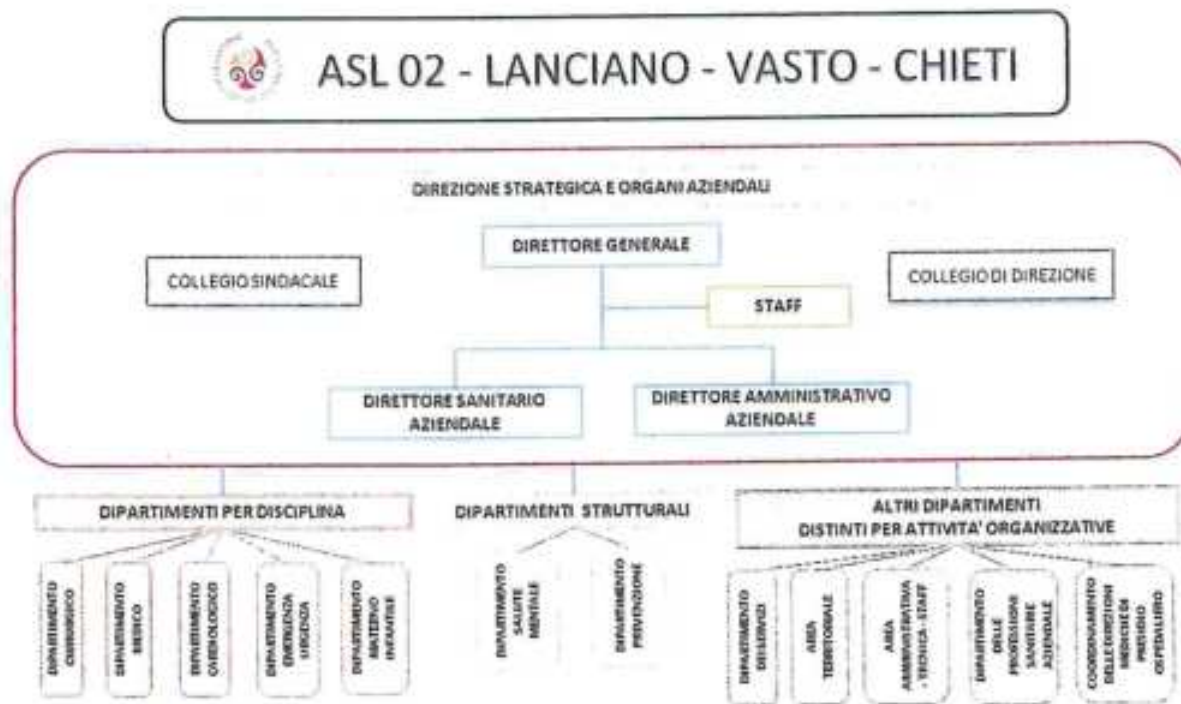 ASL 02 - LANCIANO - VASTO - CHIETI
DIREZIONE STRATEGICA E ORGANI AZIENDALI
DIRETTORE GENERALE
COLLEGIO SINDACALE
COLLEGIO DI DIREZIONE
STAFF
DIRETTORE SANITARIO
AZIENDALE
DIRETTORE AMMINISTRATIVO
AZIENDALE
DIPARTIMENTI PER DISCIPLINA
DIPARTIMENTI STRUTTURALI
ALTRI DIPARTIMENTI
DISTINTI PER ATTIVITA' ORGANIZZATIVE
DIPARTIMENTO
CHIRURGICO
DIPARTIMENTO
MEDICO
DIPARTIMENTO
CARDIOLOGICO
DIPARTIMENTO
EMERGENZA
URGENZA
DIPARTIMENTO
MATERNO
INFANTILE
DIPARTIMENTO
SALUTE
MENTALE
DIPARTIMENTO
PREVENZIONE
DIPARTIMENTO
DEI SERVIZI
AREA
TERRITORIALE
AREA
AMMINISTRATIVA
- TECNICA - STAFF
DIPARTIMENTO
DELLE
PROFESSIONI
SANITARIE
AZIENDALE
COORDINAMENTO
DELLE DIREZIONI
MEDICHE DI
PRESIDIO
OSPEDALIERO